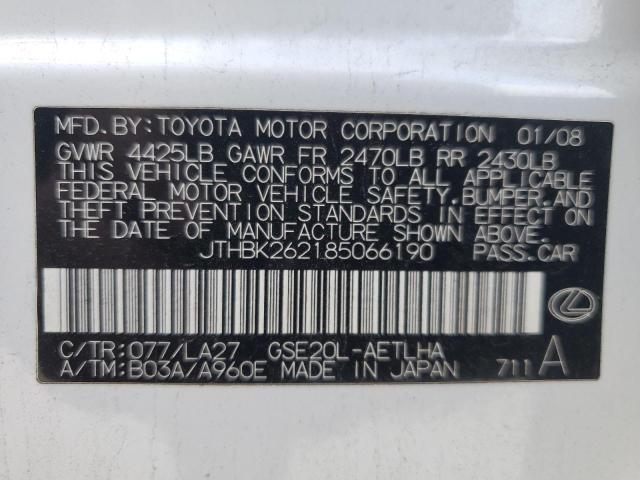 MFD.BY:TOYOTA MOTOR CORPORATION 01/08
GVWR 4425LB GAWR FR 2470LB RR 2430LB
THIS VEHICLE CONFORMS TO ALL APPLICABLE
FEDERAL MOTOR VEHICLE SAFETY,BUMPER,AND
THEFT PREVENTION STANDARDS IN EFFECT ON
THE DATE OF MANUFACTURE SHOWN ABOVE.
JTHBK262185066190 PASS.CAR
C/TR:077/LA27 GSE20L-AETLHA
A/TM:B03A/A960E MADE IN JAPAN 711A